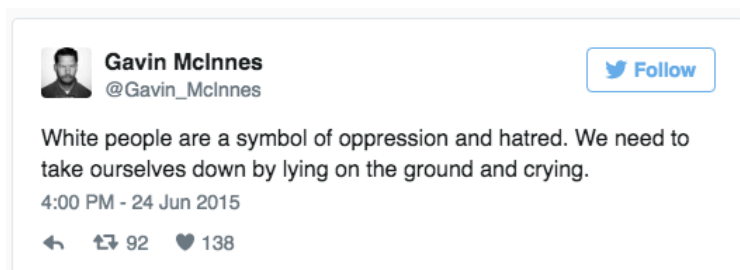 Gavin McInnes
@Gavin_McInnes
Follow
White people are a symbol of oppression and hatred. We need to
take ourselves down by lying on the ground and crying.
4:00 PM - 24 Jun 2015
92 138